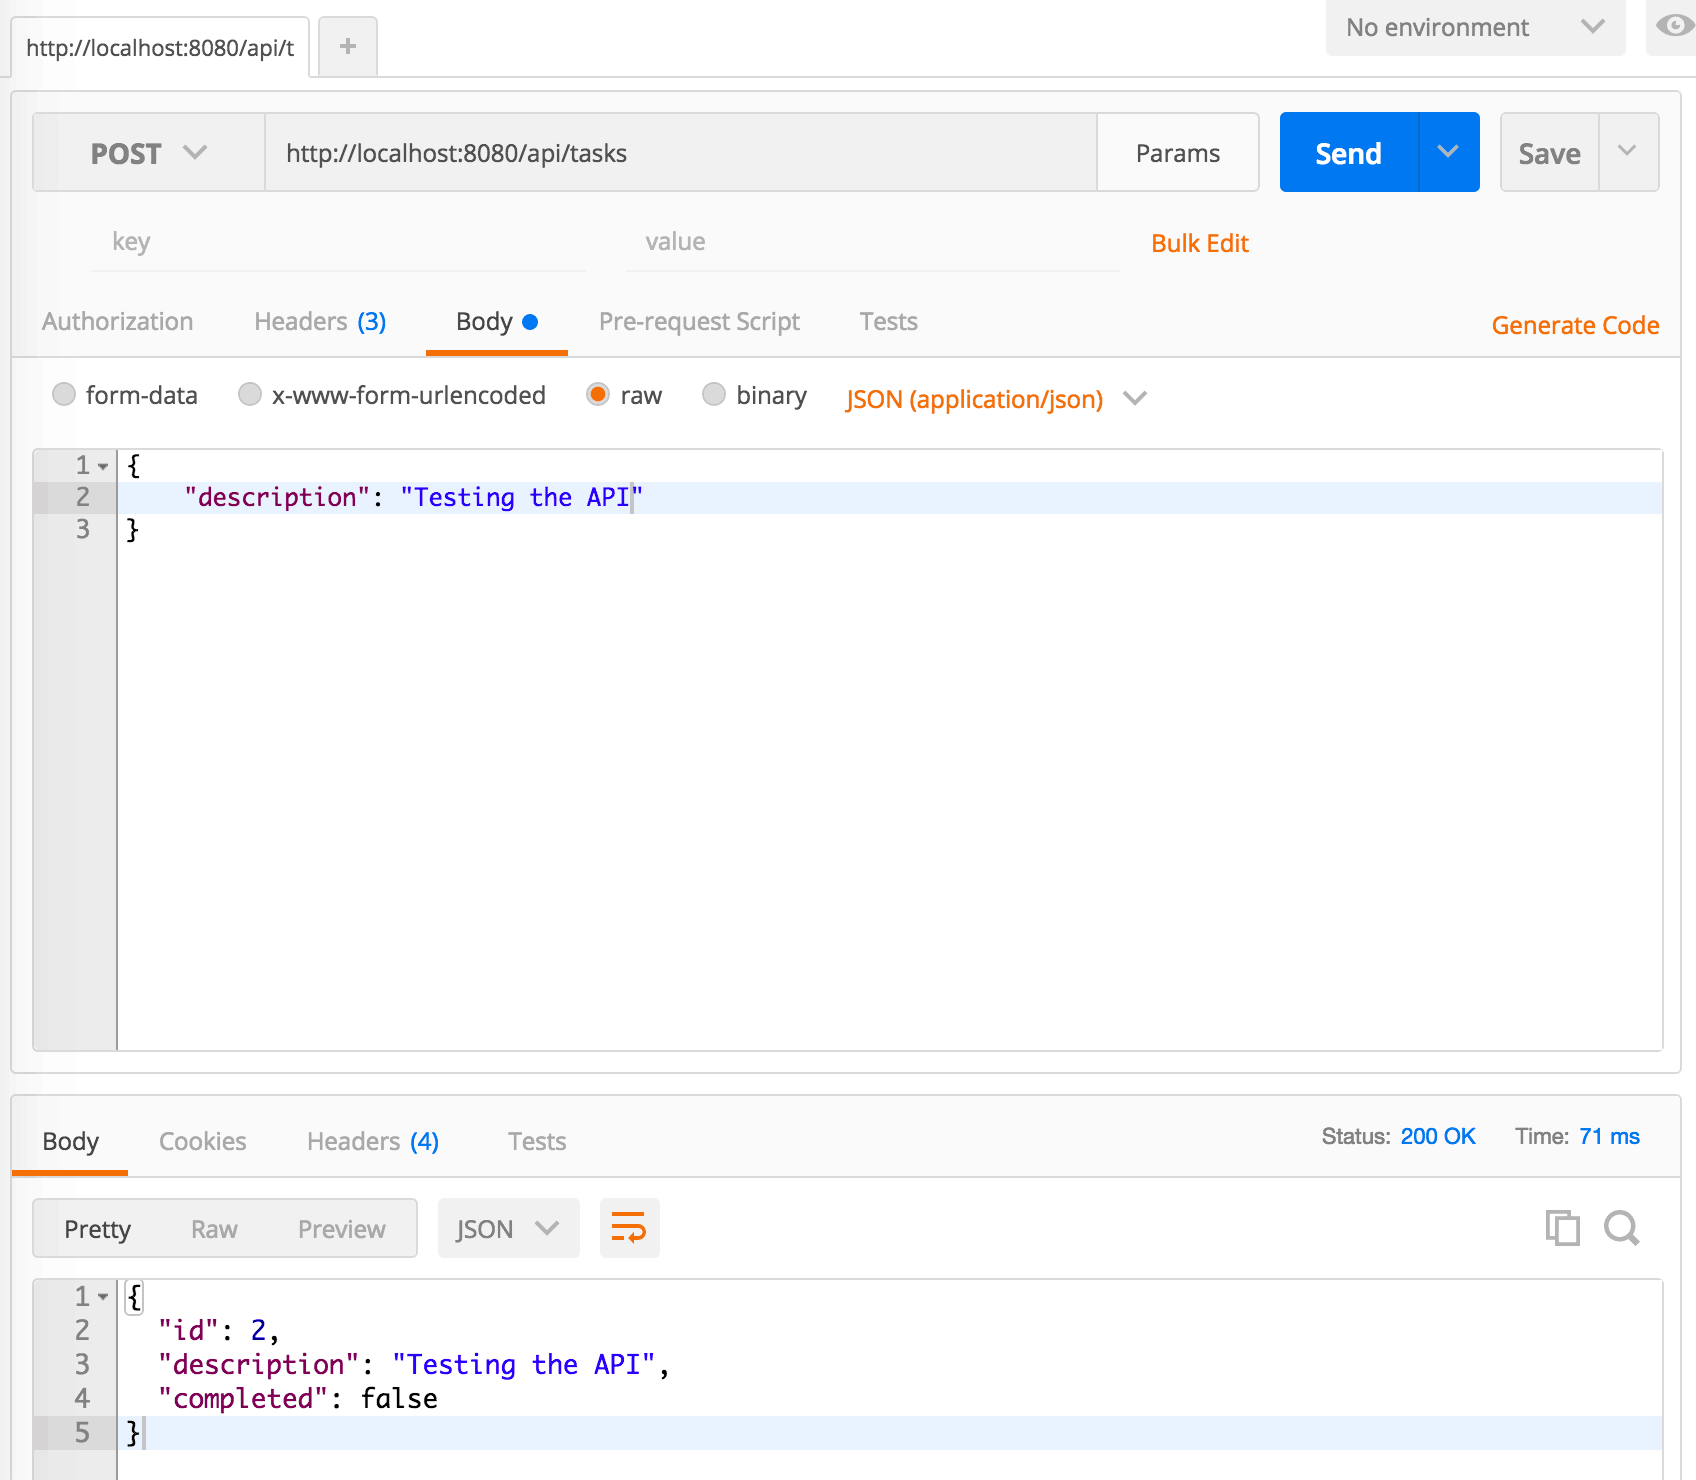 http://localhost:8080/api/t + No environment
POST http://localhost:8080/api/tasks Params Send Save
key value Bulk Edit
Authorization Headers (3) Body Pre-request Script Tests Generate Code
form-data x-www-form-urlencoded raw binary JSON (application/json)
1 {
2 "description": "Testing the API"
3 }
Body Cookies Headers (4) Tests Status: 200 OK Time: 71 ms
Pretty Raw Preview JSON
1 {
2 "id": 2,
3 "description": "Testing the API",
4 "completed": false
5 }